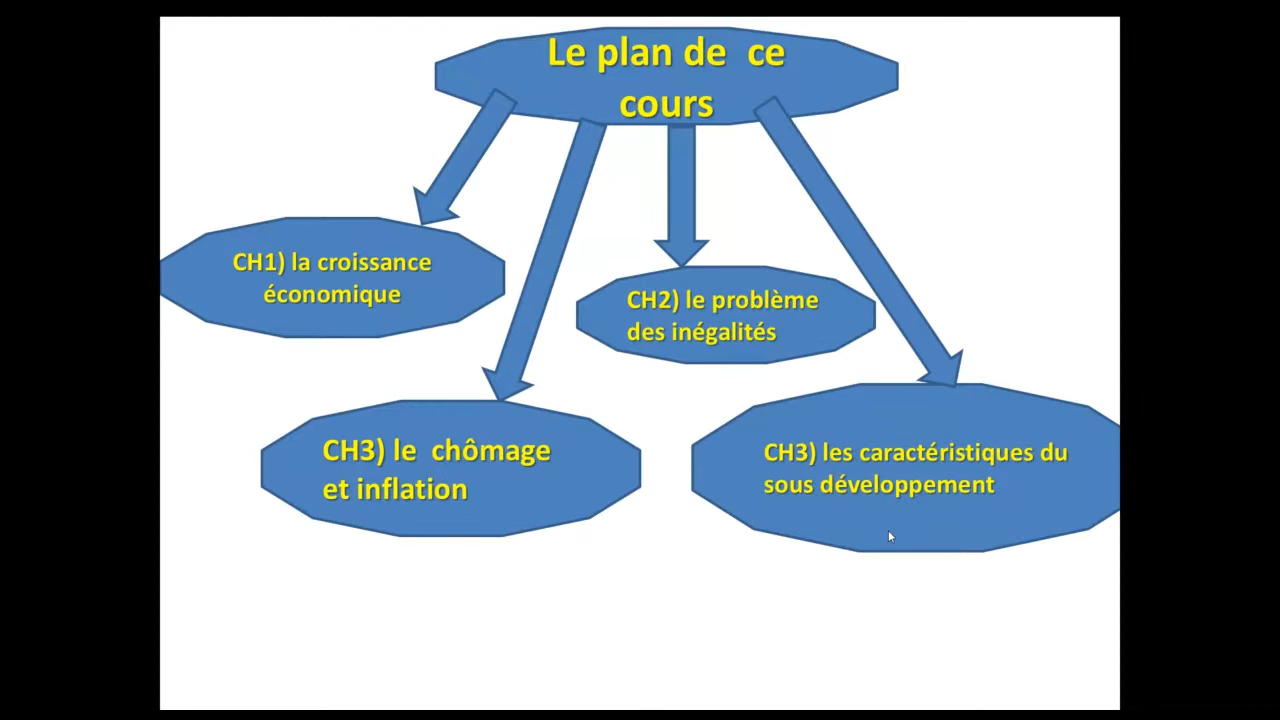 Le plan de ce
cours
CH1) la croissance
économique
CH2) le problème
des inégalités
CH3) le chômage
et inflation
CH3) les caractéristiques du
sous développement